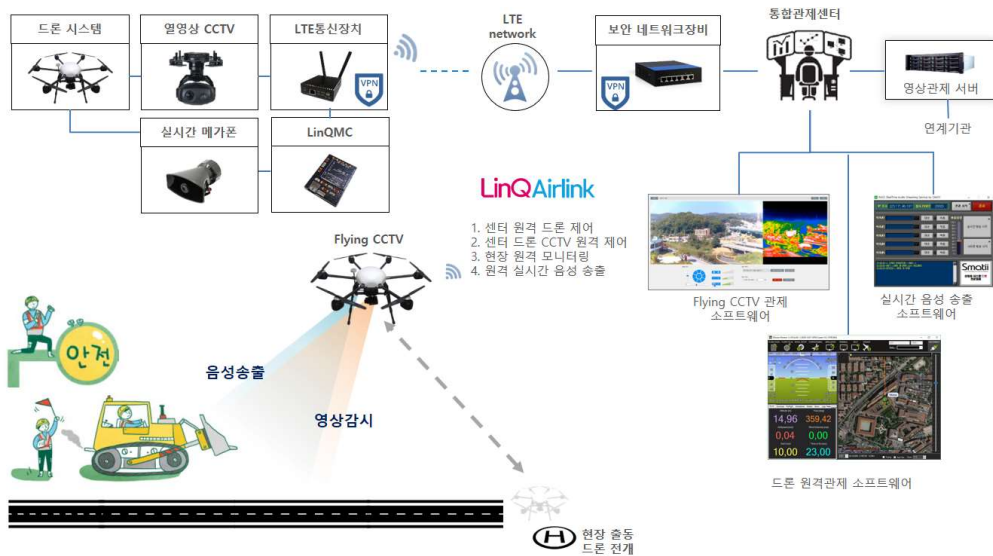 드론 시스템
열영상 CCTV
LTE통신장치
VPN
실시간 메가폰
LinQMC
LTE
network
보안 네트워크장비
VPN
통합관제센터
영상관제 서버
연계기관
LinQAirlink
1. 센터 원격 드론 제어
2. 센터 드론 CCTV 원격 제어
3. 현장 원격 모니터링
4. 원격 실시간 음성 송출
Flying CCTV
Flying CCTV 관제
소프트웨어
Smatii
실시간 음성 송출
소프트웨어
14,96
359,42
0,04
0,00
10,00
23,00
드론 원격관제 소프트웨어
안전
음성송출
영상감시
H
현장 출동
드론 전개